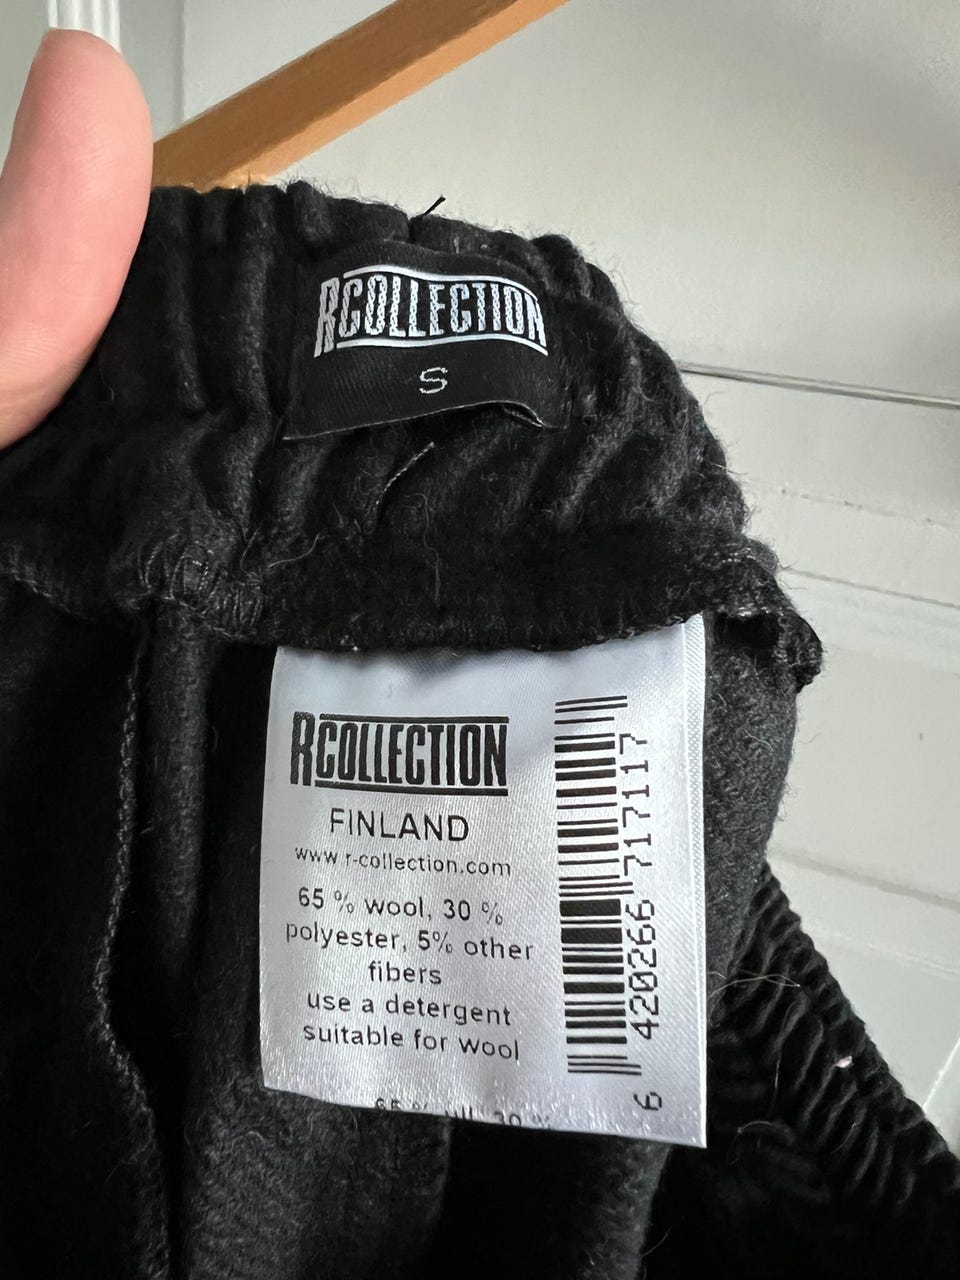 RCOLLECTION
S
RCOLLECTION
FINLAND
www.r-collection.com
65 % wool, 30 %
polyester, 5% other
fibers
use a detergent
suitable for wool
6 420266 717117